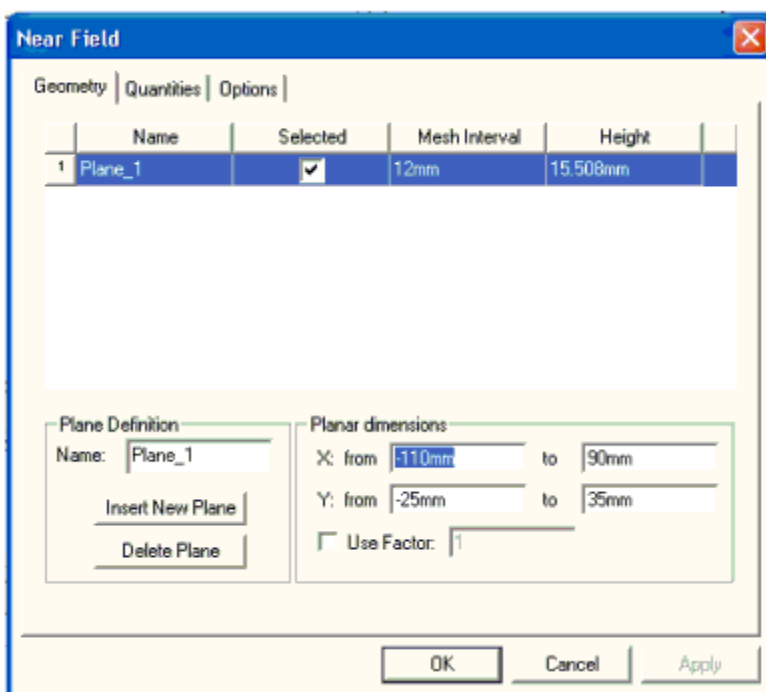 Near Field
Geometry Quantities Options
Name Selected Mesh Interval Height
1 Plane_1 12mm 15.508mm
Plane Definition Planar dimensions
Name: Plane_1 X: from -110mm to 90mm
Insert New Plane Y: from -25mm to 35mm
Delete Plane Use Factor: 1
OK Cancel Apply